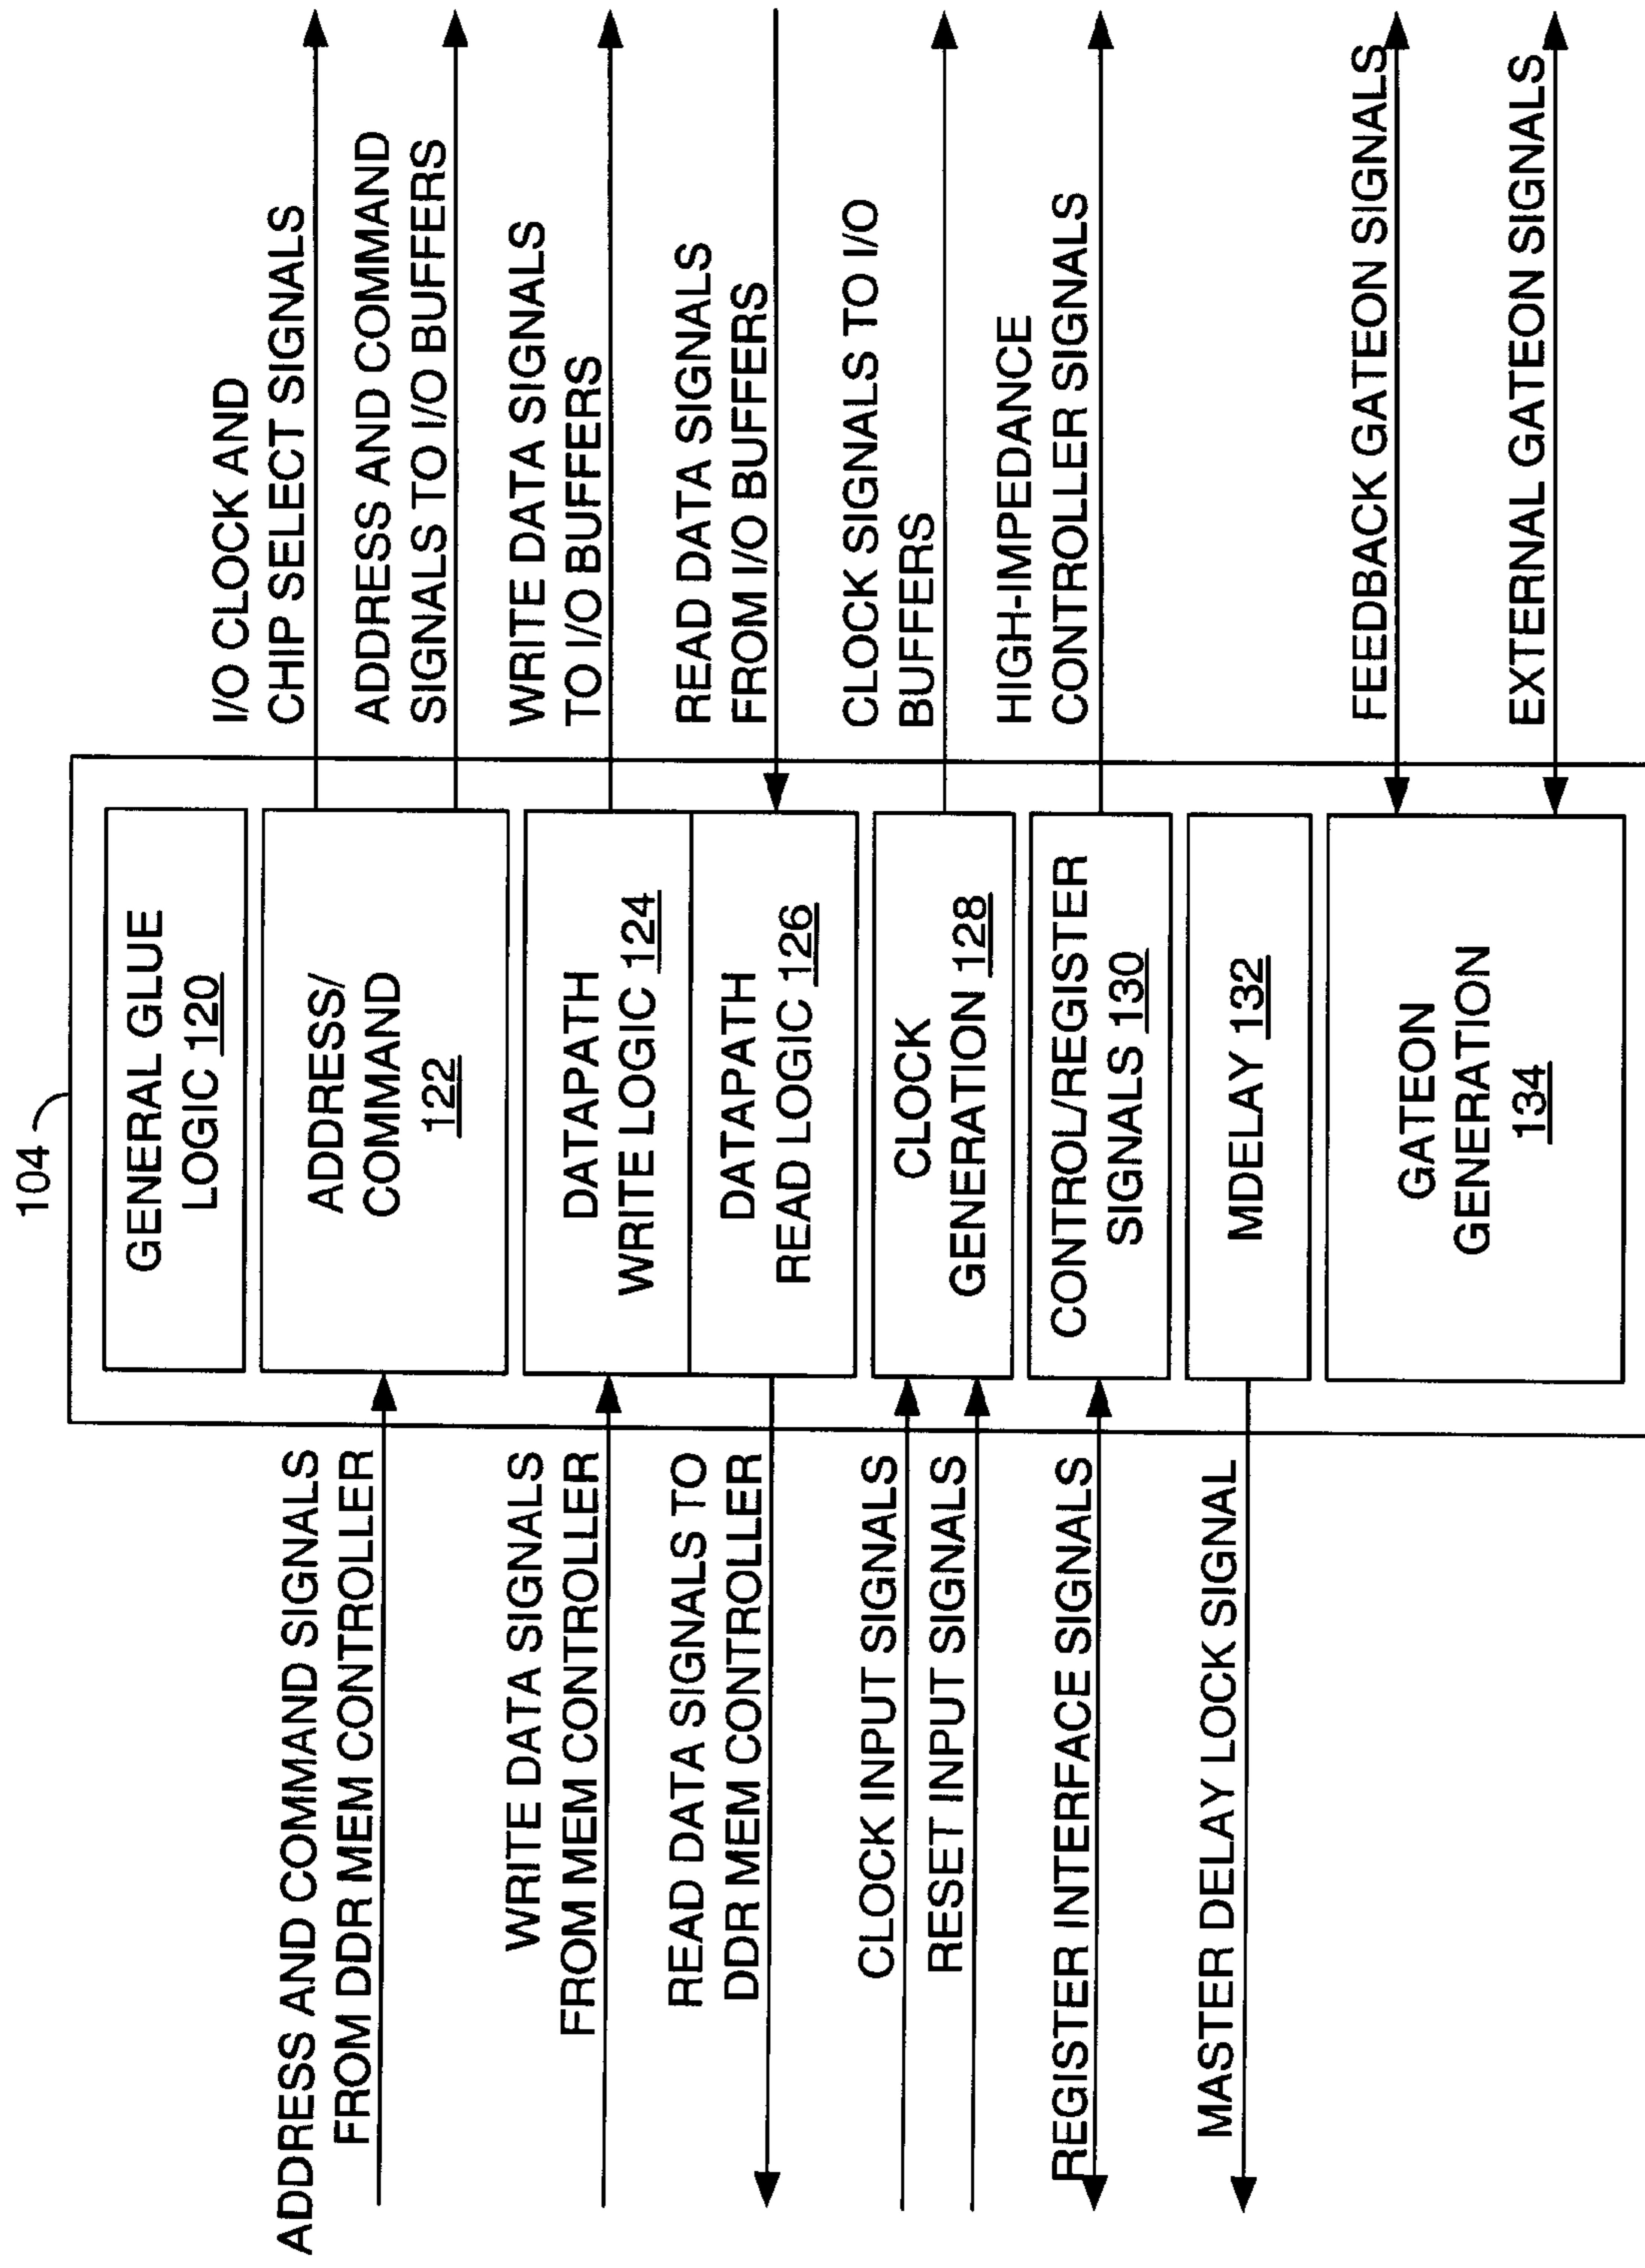 104
ADDRESS AND COMMAND SIGNALS
FROM DDR MEM CONTROLLER
WRITE DATA SIGNALS
FROM MEM CONTROLLER
READ DATA SIGNALS TO
DDR MEM CONTROLLER
CLOCK INPUT SIGNALS
RESET INPUT SIGNALS
REGISTER INTERFACE SIGNALS
MASTER DELAY LOCK SIGNAL
GENERAL GLUE
LOGIC 120
ADDRESS/
COMMAND
122
DATAPATH
WRITE LOGIC 124
DATAPATH
READ LOGIC 126
CLOCK
GENERATION 128
CONTROL/REGISTER
SIGNALS 130
MDELAY 132
GATEON
GENERATION
134
I/O CLOCK AND
CHIP SELECT SIGNALS
ADDRESS AND COMMAND
SIGNALS TO I/O BUFFERS
WRITE DATA SIGNALS
TO I/O BUFFERS
READ DATA SIGNALS
FROM I/O BUFFERS
CLOCK SIGNALS TO I/O
BUFFERS
HIGH-IMPEDANCE
CONTROLLER SIGNALS
FEEDBACK GATEON SIGNALS
EXTERNAL GATEON SIGNALS